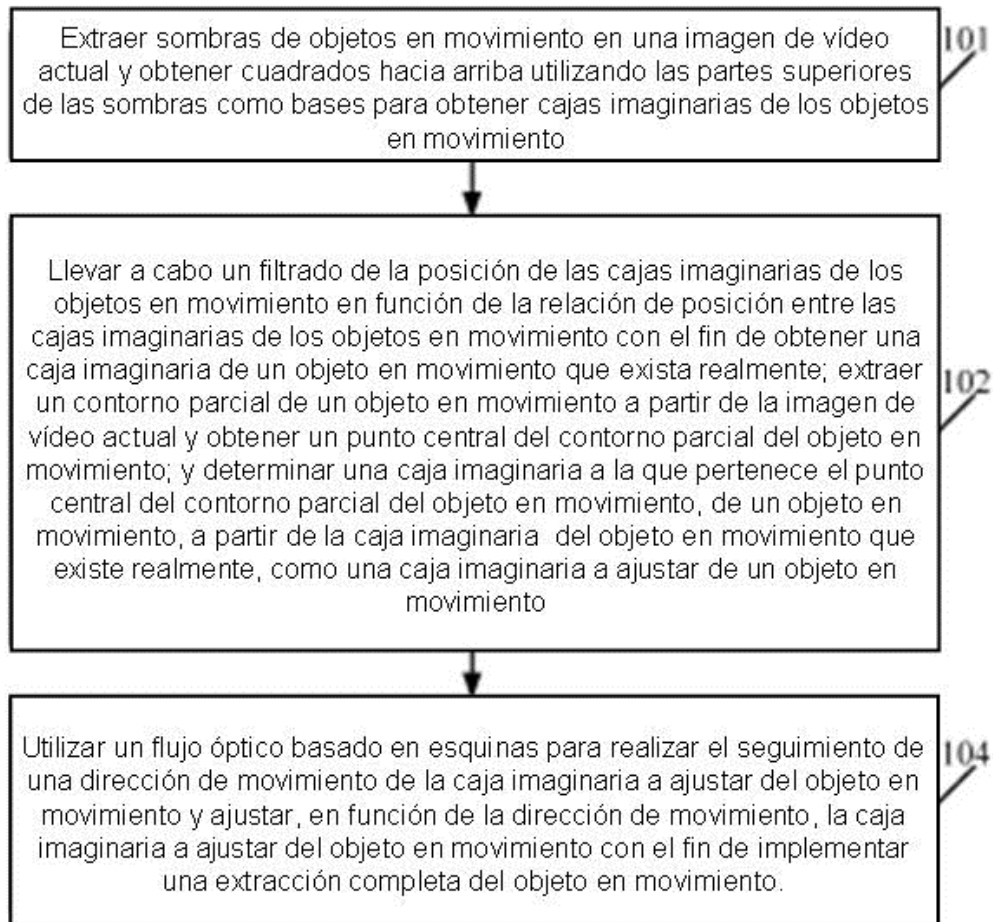 Extraer sombras de objetos en movimiento en una imagen de vídeo
actual y obtener cuadrados hacia arriba utilizando las partes superiores
de las sombras como bases para obtener cajas imaginarias de los objetos
en movimiento
101
Llevar a cabo un filtrado de la posición de las cajas imaginarias de los
objetos en movimiento en función de la relación de posición entre las
cajas imaginarias de los objetos en movimiento con el fin de obtener una
caja imaginaria de un objeto en movimiento que exista realmente; extraer
un contorno parcial de un objeto en movimiento a partir de la imagen de
vídeo actual y obtener un punto central del contorno parcial del objeto en
movimiento; y determinar una caja imaginaria a la que pertenece el punto
central del contorno parcial del objeto en movimiento, de un objeto en
movimiento, a partir de la caja imaginaria del objeto en movimiento que
existe realmente, como una caja imaginaria a ajustar de un objeto en
movimiento
102
Utilizar un flujo óptico basado en esquinas para realizar el seguimiento de
una dirección de movimiento de la caja imaginaria a ajustar del objeto en
movimiento y ajustar, en función de la dirección de movimiento, la caja
imaginaria a ajustar del objeto en movimiento con el fin de implementar
una extracción completa del objeto en movimiento.
104